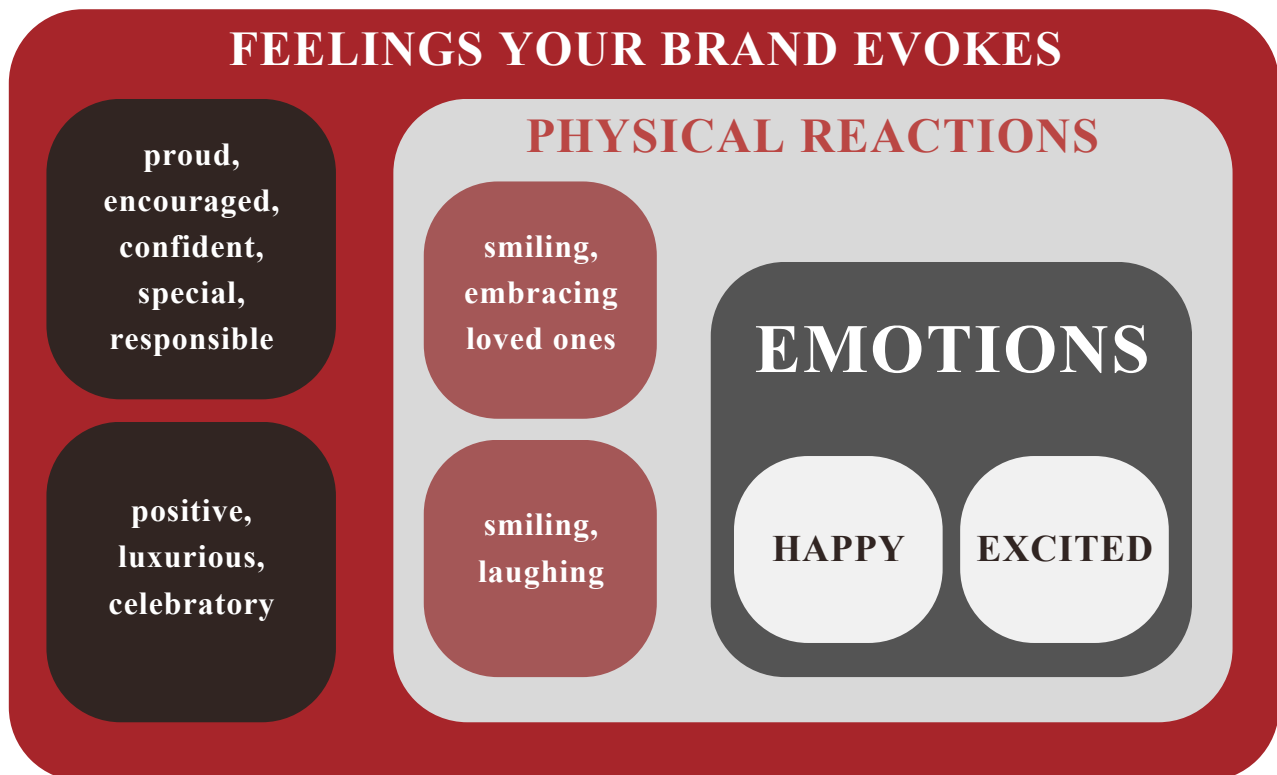 FEELINGS YOUR BRAND EVOKES
proud,
encouraged,
confident,
special,
responsible
positive,
luxurious,
celebratory
PHYSICAL REACTIONS
smiling,
embracing
loved ones
smiling,
laughing
EMOTIONS
HAPPY
EXCITED